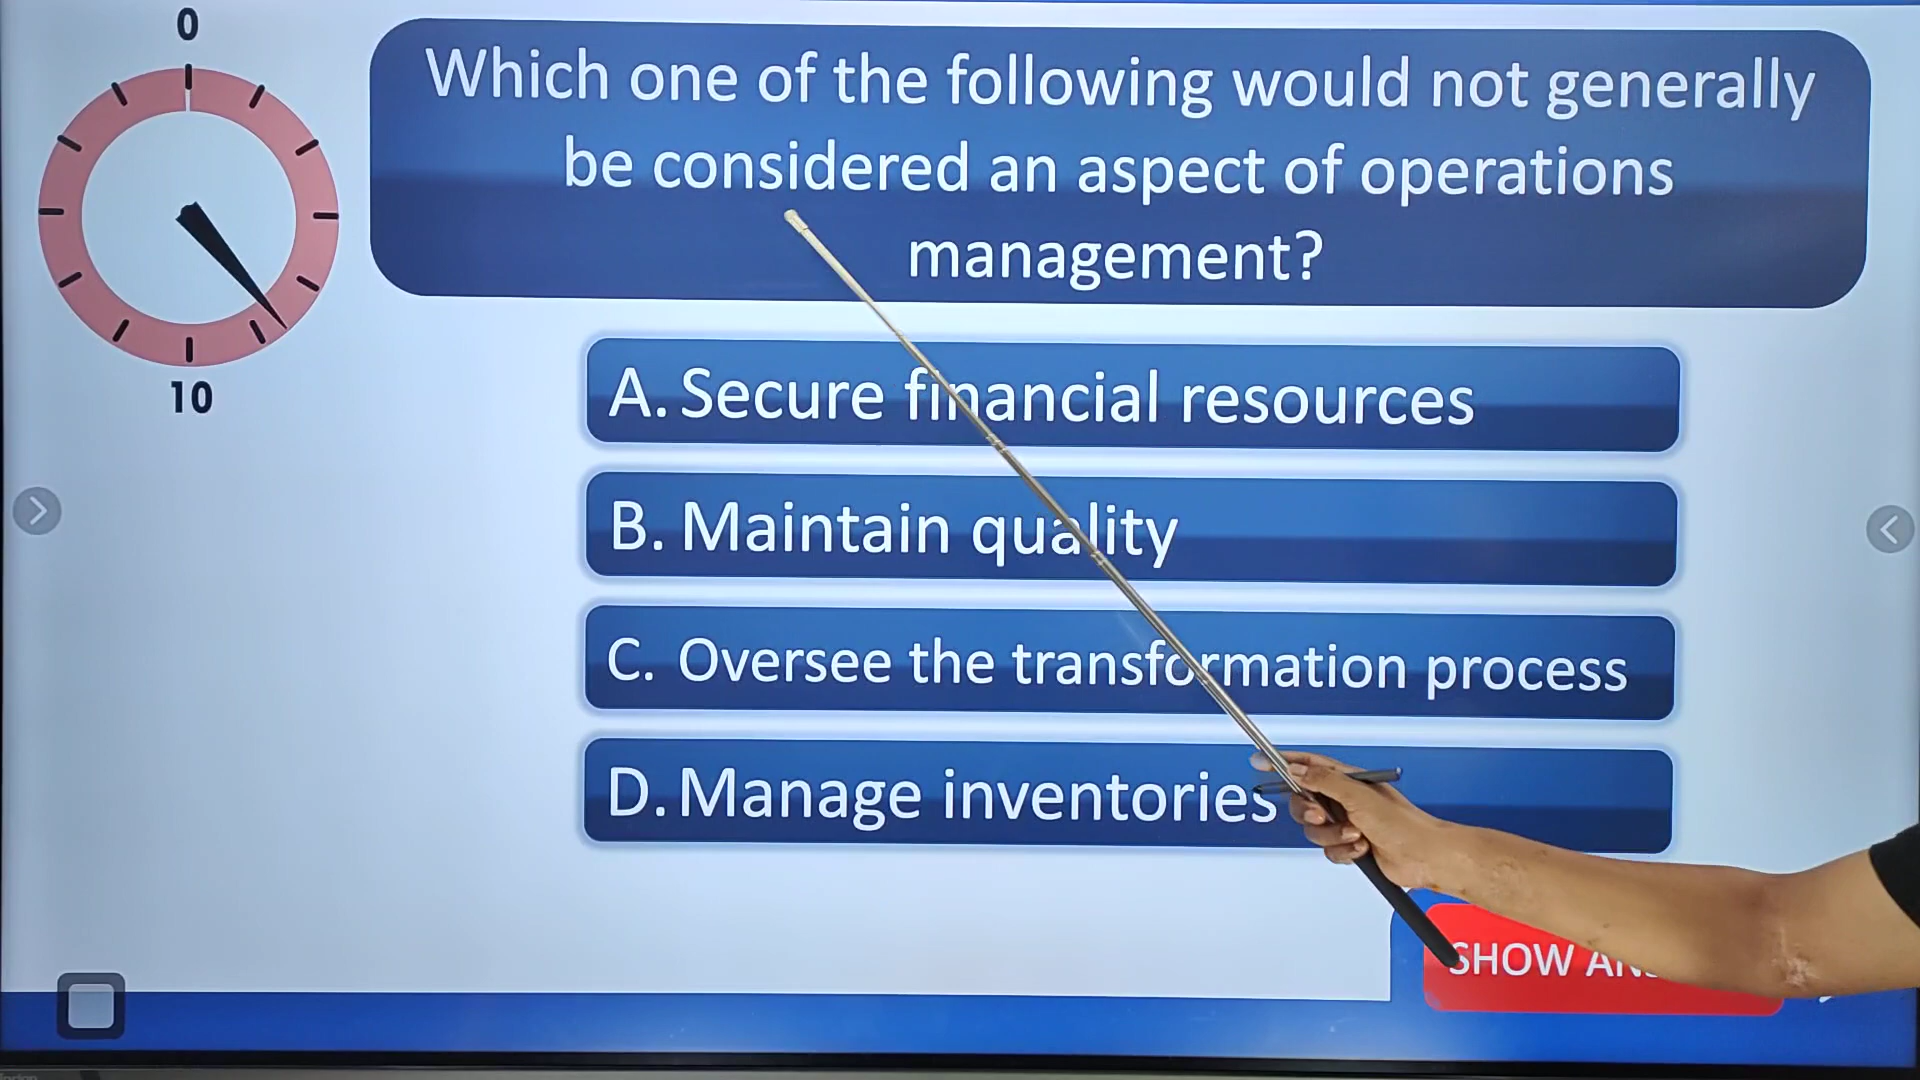 0
10
Which one of the following would not generally
be considered an aspect of operations
management?
A. Secure financial resources
B. Maintain quality
C. Oversee the transformation process
D. Manage inventories
SHOW